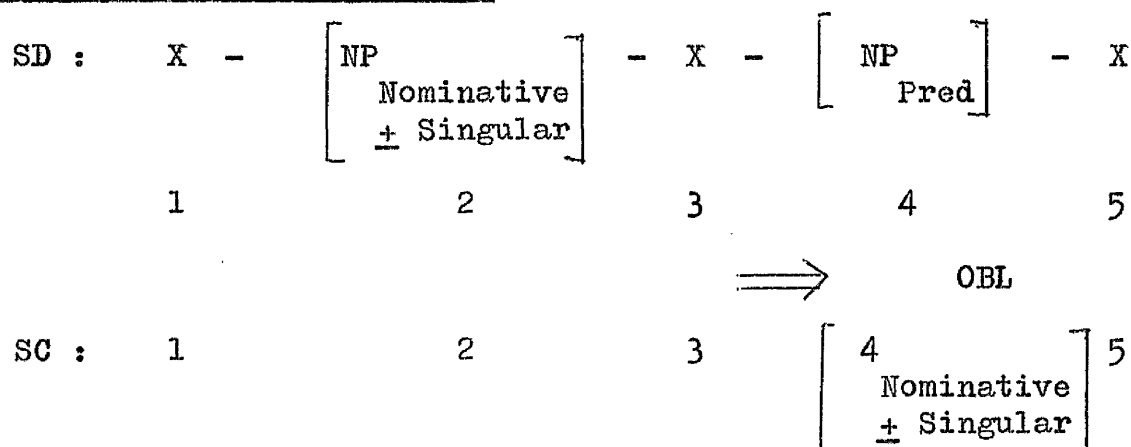 SD : X - [NP - X - [ NP - X
Nominative Pred]
± Singular]
1 2 3 4 5
⟹ OBL
SC : 1 2 3 [ 4 ] 5
Nominative
± Singular